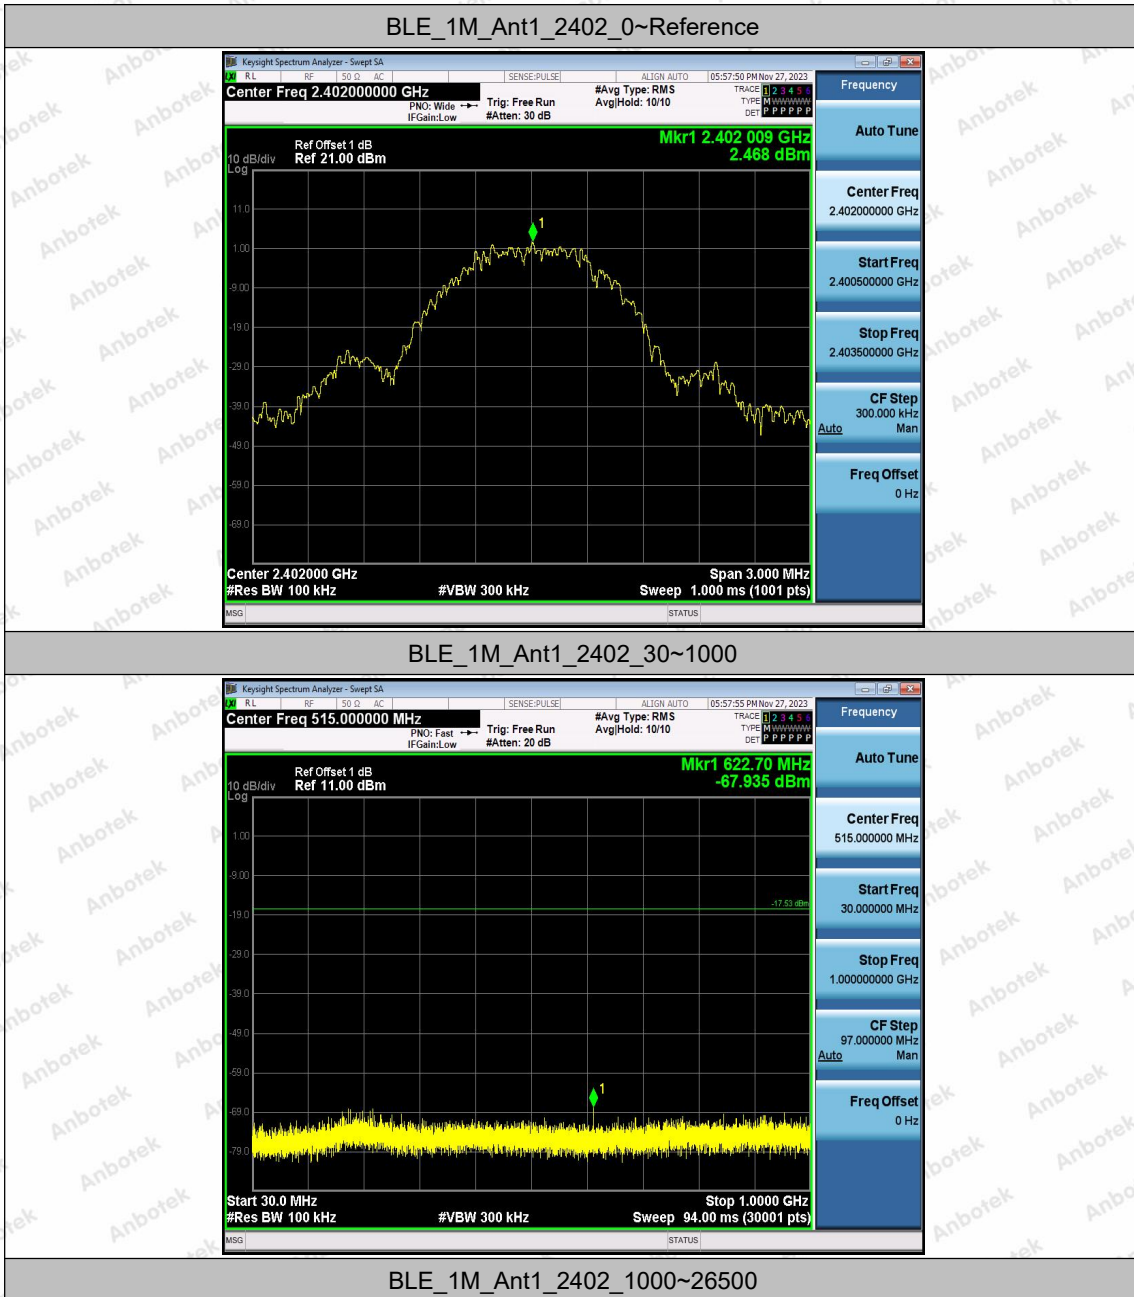 BLE_1M_Ant1_2402_0~Reference
Keysight Spectrum Analyzer - Swept SA
LXI RL RF 50 Ω AC SENSE:PULSE ALIGN AUTO 05:57:50 PM Nov 27, 2023
Center Freq 2.402000000 GHz
PNO: Wide
IFGain:Low
Trig: Free Run
#Atten: 30 dB
#Avg Type: RMS
Avg|Hold: 10/10
TRACE 1 2 3 4 5 6
TYPE M W W W W W
DET P P P P P P
Frequency
Auto Tune
Center Freq
2.402000000 GHz
Start Freq
2.400500000 GHz
Stop Freq
2.403500000 GHz
CF Step
300.000 kHz
Auto Man
Freq Offset
0 Hz
Mkr1 2.402 009 GHz
2.468 dBm
Ref Offset 1 dB
10 dB/div Ref 21.00 dBm
Log
11.0
1
1.00
-9.00
-19.0
-29.0
-39.0
-49.0
-59.0
-69.0
Center 2.402000 GHz Span 3.000 MHz
#Res BW 100 kHz #VBW 300 kHz Sweep 1.000 ms (1001 pts)
MSG STATUS
BLE_1M_Ant1_2402_30~1000
Keysight Spectrum Analyzer - Swept SA
LXI RL RF 50 Ω AC SENSE:PULSE ALIGN AUTO 05:57:55 PM Nov 27, 2023
Center Freq 515.000000 MHz
PNO: Fast
IFGain:Low
Trig: Free Run
#Atten: 20 dB
#Avg Type: RMS
Avg|Hold: 10/10
TRACE 1 2 3 4 5 6
TYPE M W W W W W
DET P P P P P P
Frequency
Auto Tune
Center Freq
515.000000 MHz
Start Freq
30.000000 MHz
Stop Freq
1.000000000 GHz
CF Step
97.000000 MHz
Auto Man
Freq Offset
0 Hz
Mkr1 622.70 MHz
-67.935 dBm
Ref Offset 1 dB
10 dB/div Ref 11.00 dBm
Log
1.00
-9.00
-17.53 dBm
-19.0
-29.0
-39.0
-49.0
-59.0
1
-69.0
-79.0
Start 30.0 MHz Stop 1.0000 GHz
#Res BW 100 kHz #VBW 300 kHz Sweep 94.00 ms (30001 pts)
MSG STATUS
BLE_1M_Ant1_2402_1000~26500